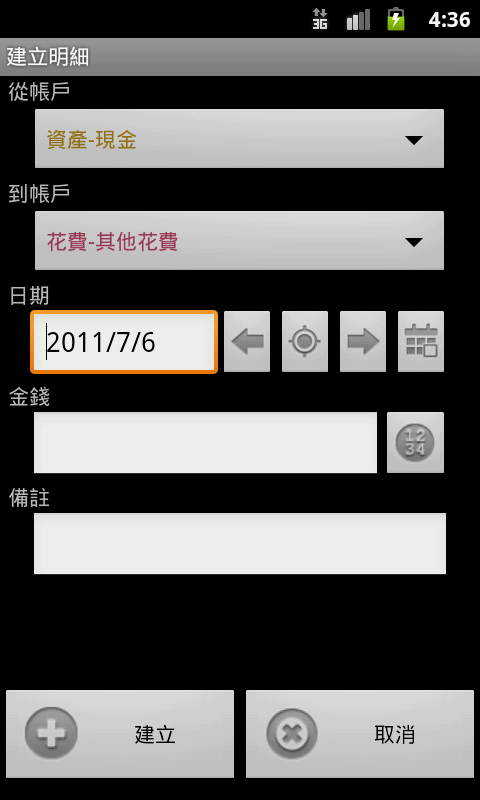 3G
4:36
建立明細
從帳戶
資產-現金
到帳戶
花費-其他花費
日期
2011/7/6
金錢
12
34
備註
建立
取消